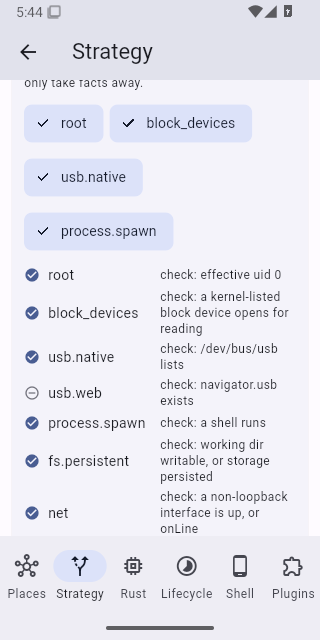 5:44
Strategy
only take facts away.
root
block_devices
usb.native
process.spawn
root
check: effective uid 0
block_devices
check: a kernel-listed
block device opens for
reading
usb.native
check: /dev/bus/usb
lists
usb.web
check: navigator.usb
exists
process.spawn
check: a shell runs
fs.persistent
check: working dir
writable, or storage
persisted
net
check: a non-loopback
interface is up, or
onLine
Places
Strategy
Rust
Lifecycle
Shell
Plugins